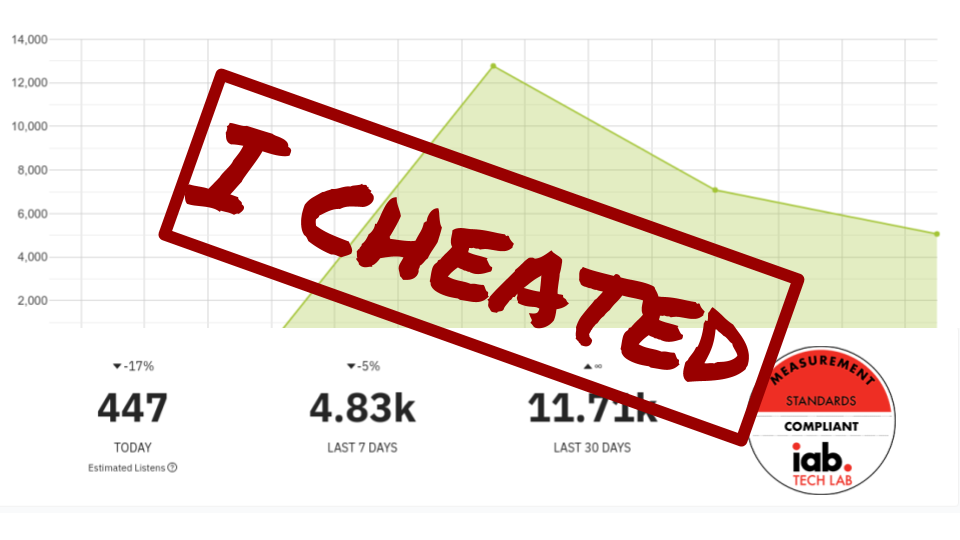 14,000
12,000
10,000
8,000
6,000
4,000
2,000
I CHEATED
-17%
-5%
∞
447
4.83k
11.71k
TODAY
LAST 7 DAYS
LAST 30 DAYS
Estimated Listens ?
MEASUREMENT
STANDARDS
COMPLIANT
iab.
TECH LAB